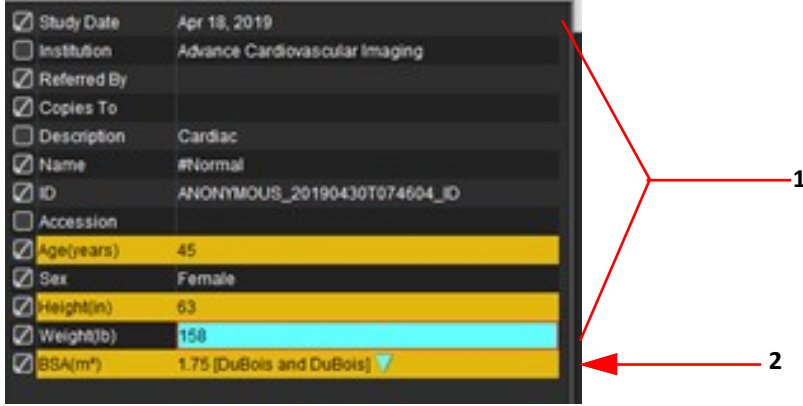 Study Date Apr 18, 2019
Institution Advance Cardiovascular Imaging
Referred By
Copies To
Description Cardiac
Name #Normal
ID ANONYMOUS_20190430T074604_ID
Accession
Age(years) 45
Sex Female
Height(in) 63
Weight(lb) 158
BSA(m²) 1.75 [DuBois and DuBois]
1
2